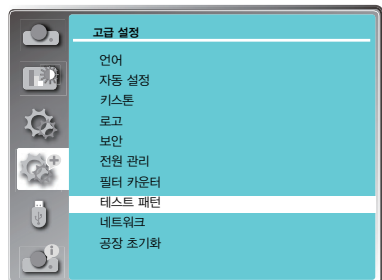 고급 설정
언어
자동 설정
키스톤
로고
보안
전원 관리
필터 카운터
테스트 패턴
네트워크
공장 초기화